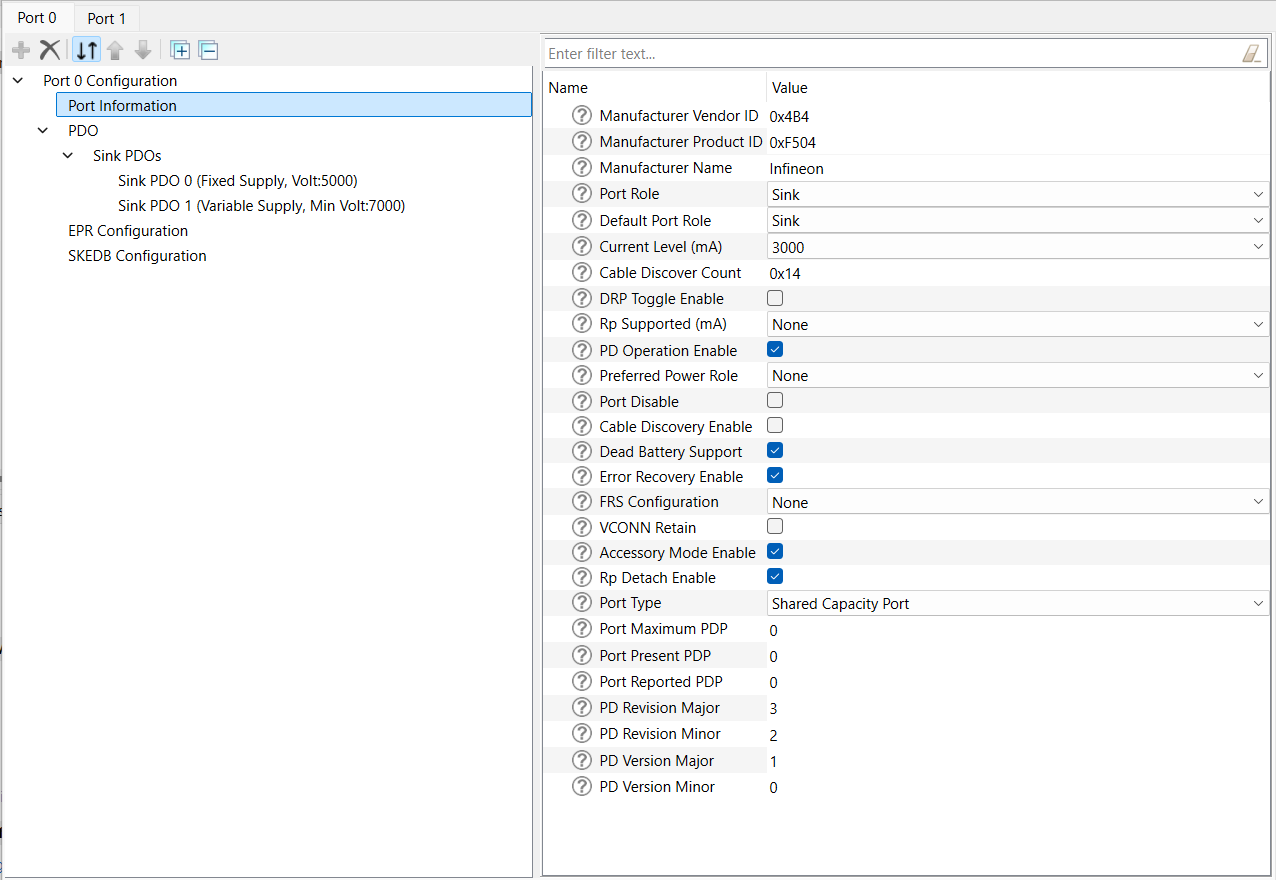 Port 0
Port 1
Port 0 Configuration
Port Information
PDO
Sink PDOs
Sink PDO 0 (Fixed Supply, Volt:5000)
Sink PDO 1 (Variable Supply, Min Volt:7000)
EPR Configuration
SKEDB Configuration
Enter filter text...
Name Value
Manufacturer Vendor ID 0x4B4
Manufacturer Product ID 0xF504
Manufacturer Name Infineon
Port Role Sink
Default Port Role Sink
Current Level (mA) 3000
Cable Discover Count 0x14
DRP Toggle Enable
Rp Supported (mA) None
PD Operation Enable
Preferred Power Role None
Port Disable
Cable Discovery Enable
Dead Battery Support
Error Recovery Enable
FRS Configuration None
VCONN Retain
Accessory Mode Enable
Rp Detach Enable
Port Type Shared Capacity Port
Port Maximum PDP 0
Port Present PDP 0
Port Reported PDP 0
PD Revision Major 3
PD Revision Minor 2
PD Version Major 1
PD Version Minor 0